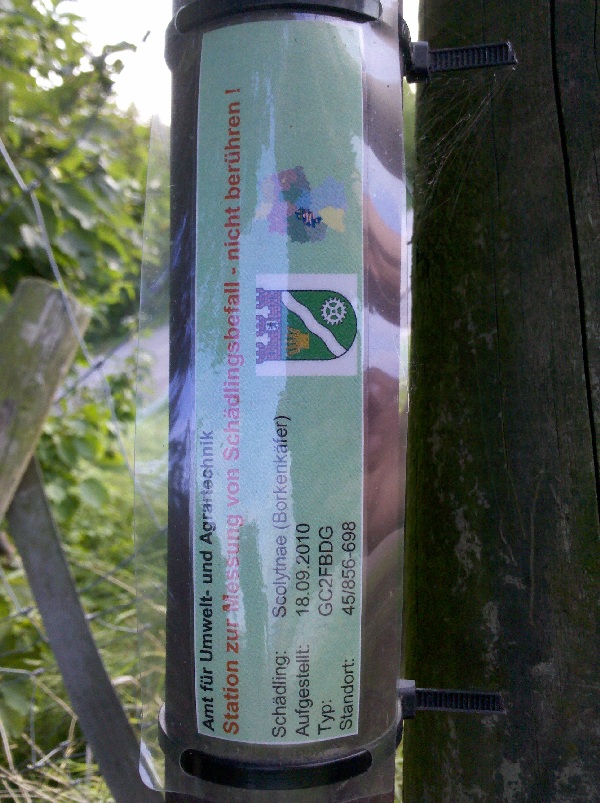 Amt für Umwelt- und Agrartechnik
Station zur Messung von Schädlingsbefall - nicht berühren !
Schädling: Scolytnae (Borkenkäfer)
Aufgestellt: 18.09.2010
Typ: GC2FBDG
Standort: 45/856-698